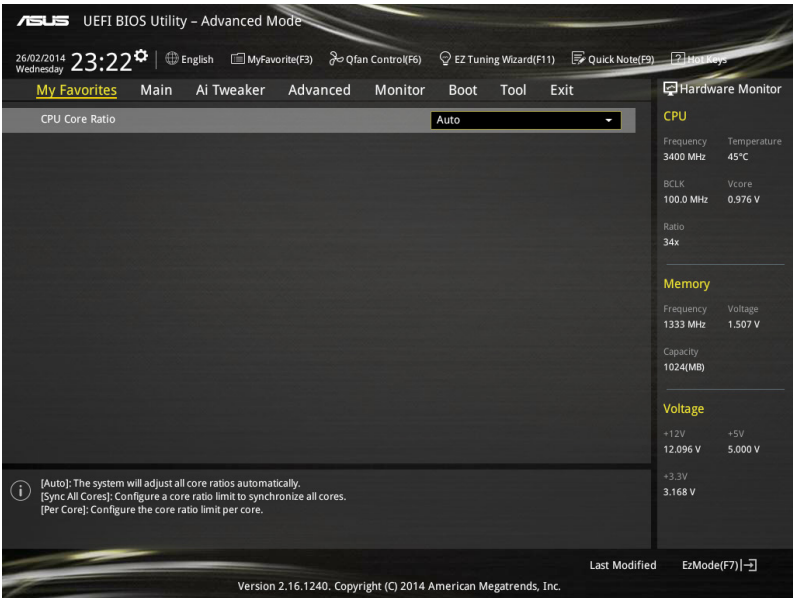 ASUS UEFI BIOS Utility – Advanced Mode
26/02/2014
Wednesday
23:22
English
MyFavorite(F3)
Qfan Control(F6)
EZ Tuning Wizard(F11)
Quick Note(F9)
? Hot Keys
My Favorites Main Ai Tweaker Advanced Monitor Boot Tool Exit
CPU Core Ratio Auto
[Auto]: The system will adjust all core ratios automatically.
[Sync All Cores]: Configure a core ratio limit to synchronize all cores.
[Per Core]: Configure the core ratio limit per core.
Hardware Monitor
CPU
Frequency Temperature
3400 MHz 45°C
BCLK Vcore
100.0 MHz 0.976 V
Ratio
34x
Memory
Frequency Voltage
1333 MHz 1.507 V
Capacity
1024(MB)
Voltage
+12V +5V
12.096 V 5.000 V
+3.3V
3.168 V
Last Modified EzMode(F7)
Version 2.16.1240. Copyright (C) 2014 American Megatrends, Inc.